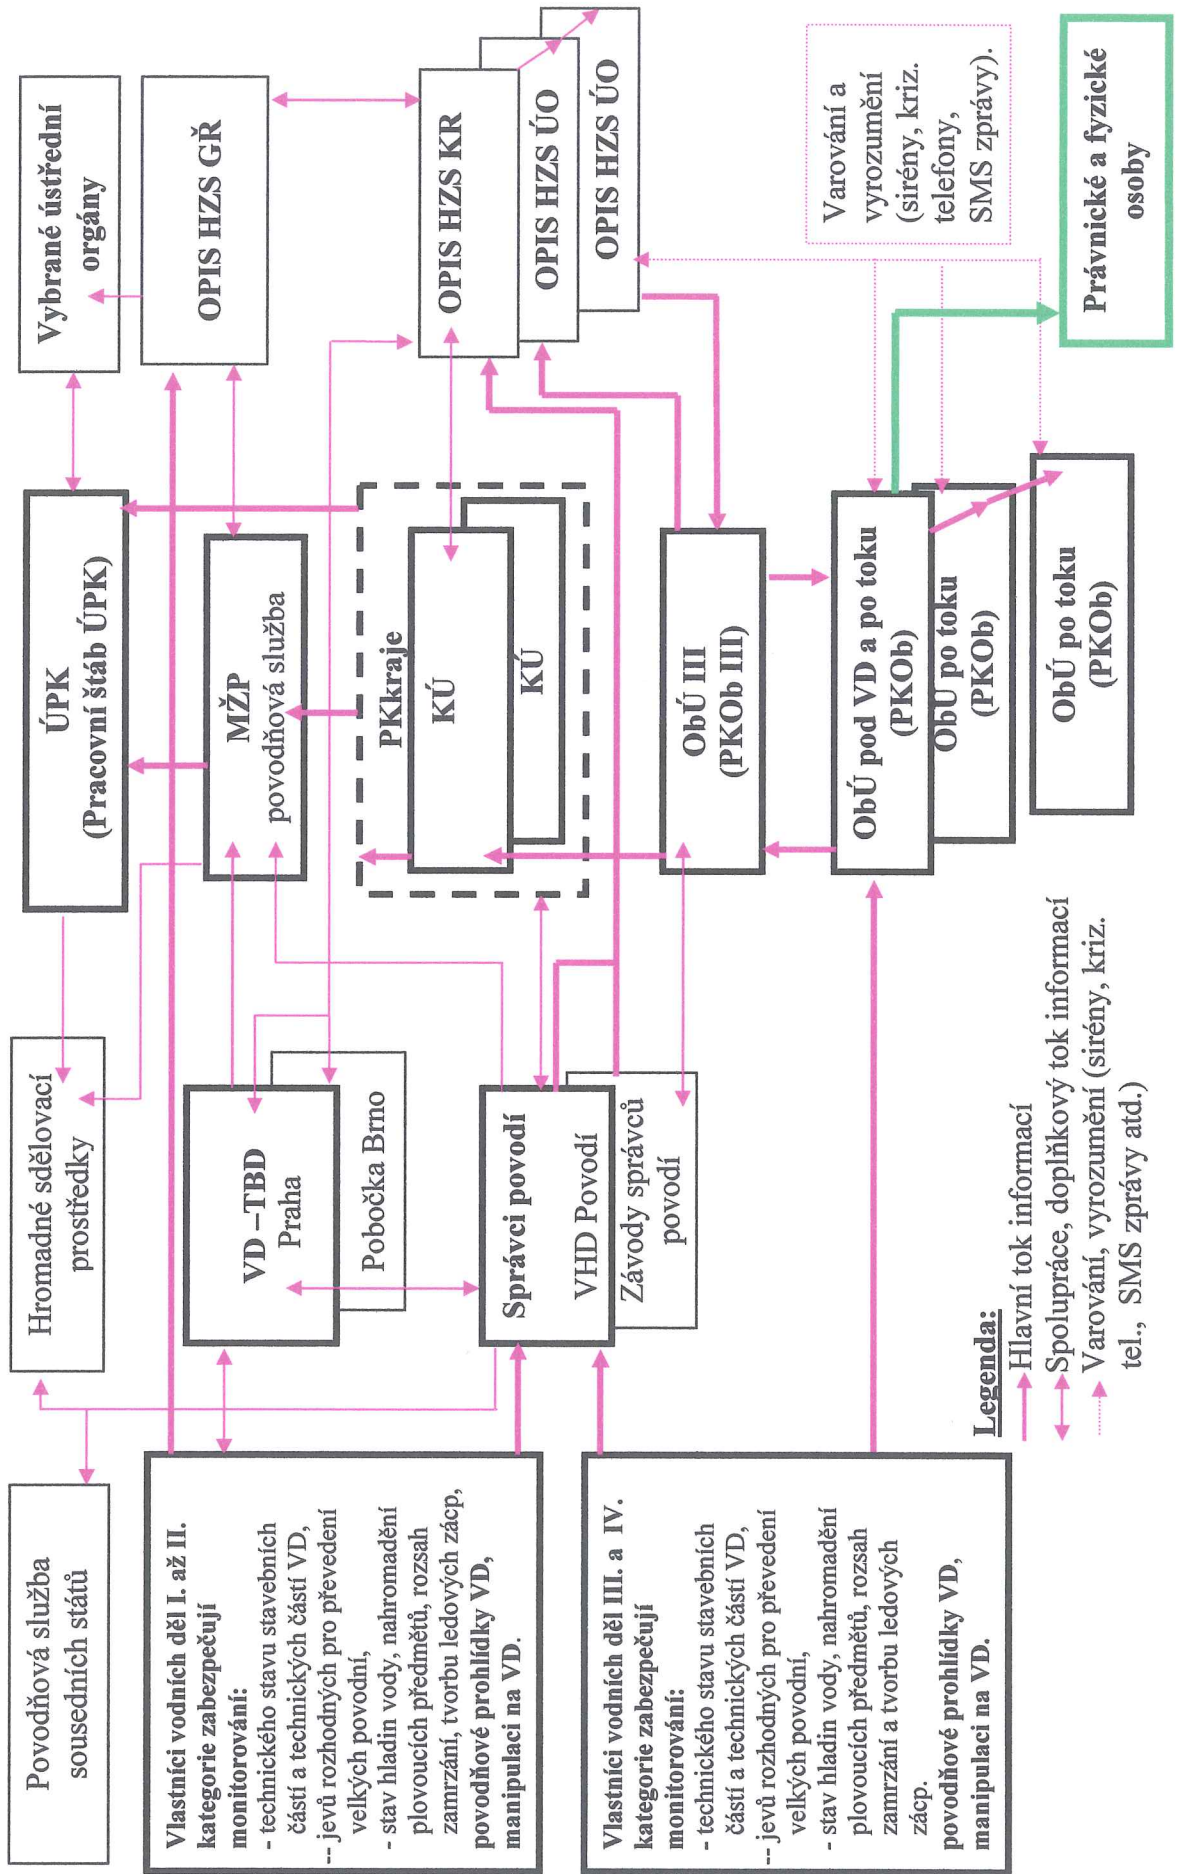 Povodňová služba
sousedních států
Hromadné sdělovací
prostředky
ÚPK
(Pracovní štáb ÚPK)
Vybrané ústřední
orgány
Vlastníci vodních děl I. až II.
kategorie zabezpečují
monitorování:
- technického stavu stavebních
částí a technických částí VD,
-- jevů rozhodných pro převedení
velkých povodní,
- stav hladin vody, nahromadění
plovoucích předmětů, rozsah
zamrzání, tvorbu ledových zácp,
povodňové prohlídky VD,
manipulaci na VD.
VD –TBD
Praha
Pobočka Brno
MŽP
povodňová služba
OPIS HZS GŘ
PKkraje
KÚ
KÚ
OPIS HZS KR
OPIS HZS ÚO
OPIS HZS ÚO
Správci povodí
VHD Povodí
Závody správců
povodí
Vlastníci vodních děl III. a IV.
kategorie zabezpečují
monitorování:
- technického stavu stavebních
částí a technických částí VD,
-- jevů rozhodných pro převedení
velkých povodní,
- stav hladin vody, nahromadění
plovoucích předmětů, rozsah
zamrzání a tvorbu ledových
zácp.
povodňové prohlídky VD,
manipulaci na VD.
ObÚ III
(PKOb III)
ObÚ pod VD a po toku
(PKOb)
ObÚ po toku
(PKOb)
ObÚ po toku
(PKOb)
Varování a
vyrozumění
(sirény, kriz.
telefony,
SMS zprávy).
Právnické a fyzické
osoby
Legenda:
Hlavní tok informací
Spolupráce, doplňkový tok informací
Varování, vyrozumění (sirény, kriz.
tel., SMS zprávy atd.)